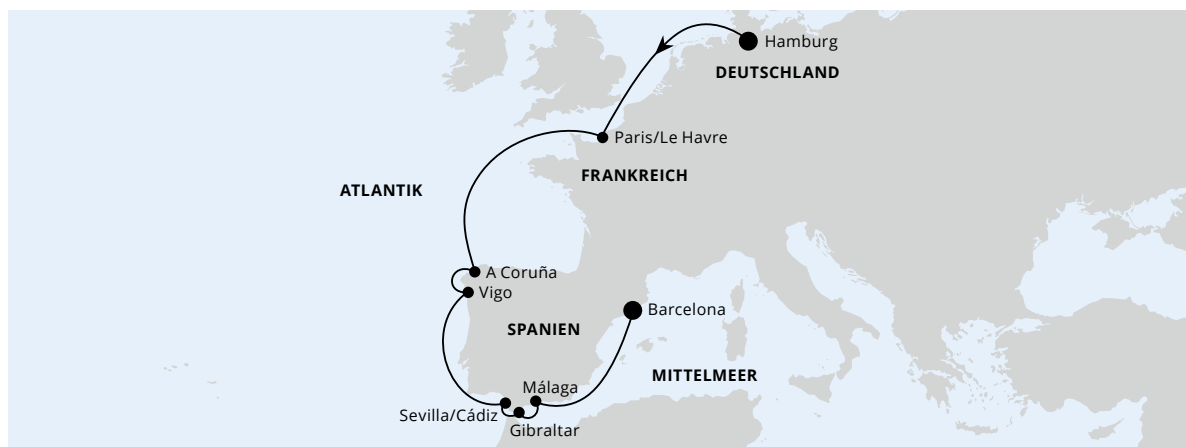 Hamburg
DEUTSCHLAND
Paris/Le Havre
FRANKREICH
ATLANTIK
A Coruña
Vigo
Barcelona
SPANIEN
MITTELMEER
Málaga
Sevilla/Cádiz
Gibraltar